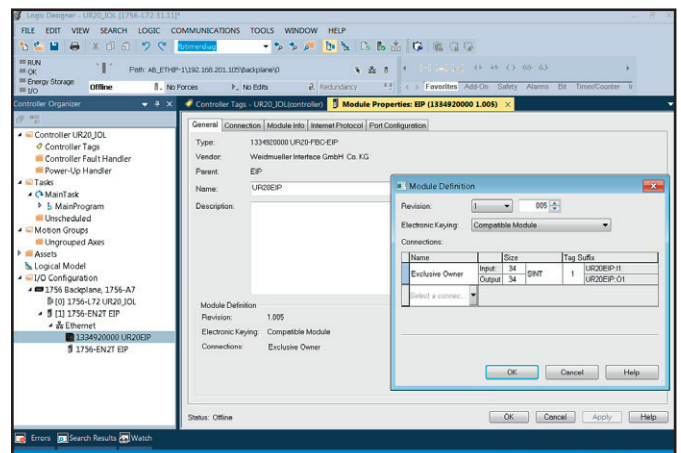 Logix Designer - UR20_IOL [1756-L72 31.11]*
FILE EDIT VIEW SEARCH LOGIC COMMUNICATIONS TOOLS WINDOW HELP
fbtimerdiag
RUN
OK
Energy Storage
I/O
Path: AB_ETHIP-1\192.168.201.105\Backplane\0
Offline No Forces No Edits Redundancy
Favorites Add-On Safety Alarms Bit Timer/Counter
Controller Organizer
Controller Tags - UR20_IOL(controller) Module Properties: EIP (1334920000 1.005)
General Connection Module Info Internet Protocol Port Configuration
Controller UR20_IOL
Controller Tags
Controller Fault Handler
Power-Up Handler
Tasks
MainTask
MainProgram
Unscheduled
Motion Groups
Ungrouped Axes
Assets
Logical Model
I/O Configuration
1756 Backplane, 1756-A7
[0] 1756-L72 UR20_IOL
[1] 1756-EN2T EIP
Ethernet
1334920000 UR20EIP
1756-EN2T EIP
Type: 1334920000 UR20-FBC-EIP
Vendor: Weidmueller Interface GmbH Co. KG
Parent: EIP
Name: UR20EIP
Description:
Module Definition
Revision: 1.005
Electronic Keying: Compatible Module
Connections: Exclusive Owner
Module Definition
Revision: 1 005
Electronic Keying: Compatible Module
Connections:
Name Size Tag Suffix
Exclusive Owner Input: 34 SINT 1 UR20EIP:I1
Output: 34 UR20EIP:O1
Select a connec...
OK Cancel Help
Status: Offline
OK Cancel Apply Help
Errors Search Results Watch